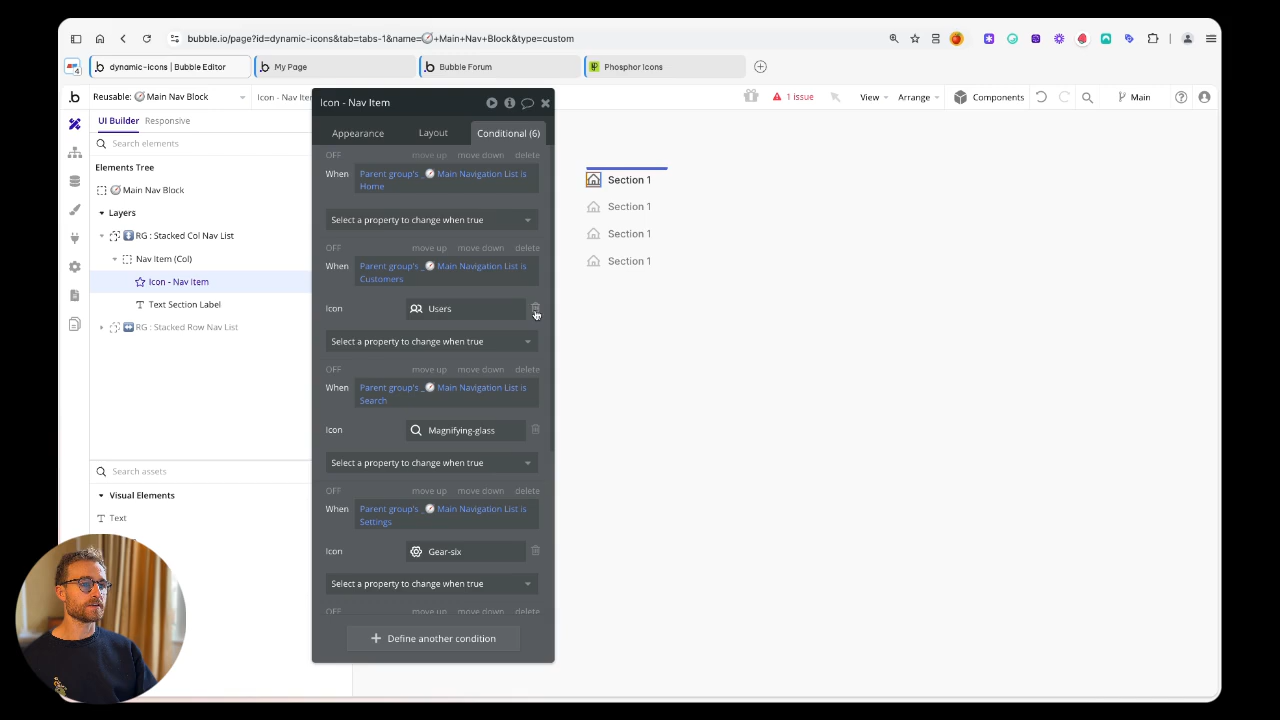 bubble.io/page?id=dynamic-icons&tab=tabs-1&name=🧭+Main+Nav+Block&type=custom
4
dynamic-icons | Bubble Editor
My Page
Bubble Forum
Phosphor Icons
Reusable: 🧭 Main Nav Block
Icon - Nav Iten
1 issue
View
Arrange
Components
Main
UI Builder
Responsive
Search elements
Elements Tree
🧭 Main Nav Block
Layers
RG : Stacked Col Nav List
Nav Item (Col)
Icon - Nav Item
Text Section Label
RG : Stacked Row Nav List
Search assets
Visual Elements
Text
Icon - Nav Item
Appearance
Layout
Conditional (6)
OFF move up move down delete
When Parent group's _🧭 Main Navigation List is
Home
Select a property to change when true
OFF move up move down delete
When Parent group's _🧭 Main Navigation List is
Customers
Icon Users
Select a property to change when true
OFF move up move down delete
When Parent group's _🧭 Main Navigation List is
Search
Icon Magnifying-glass
Select a property to change when true
OFF move up move down delete
When Parent group's _🧭 Main Navigation List is
Settings
Icon Gear-six
Select a property to change when true
OFF move up move down delete
+ Define another condition
Section 1
Section 1
Section 1
Section 1